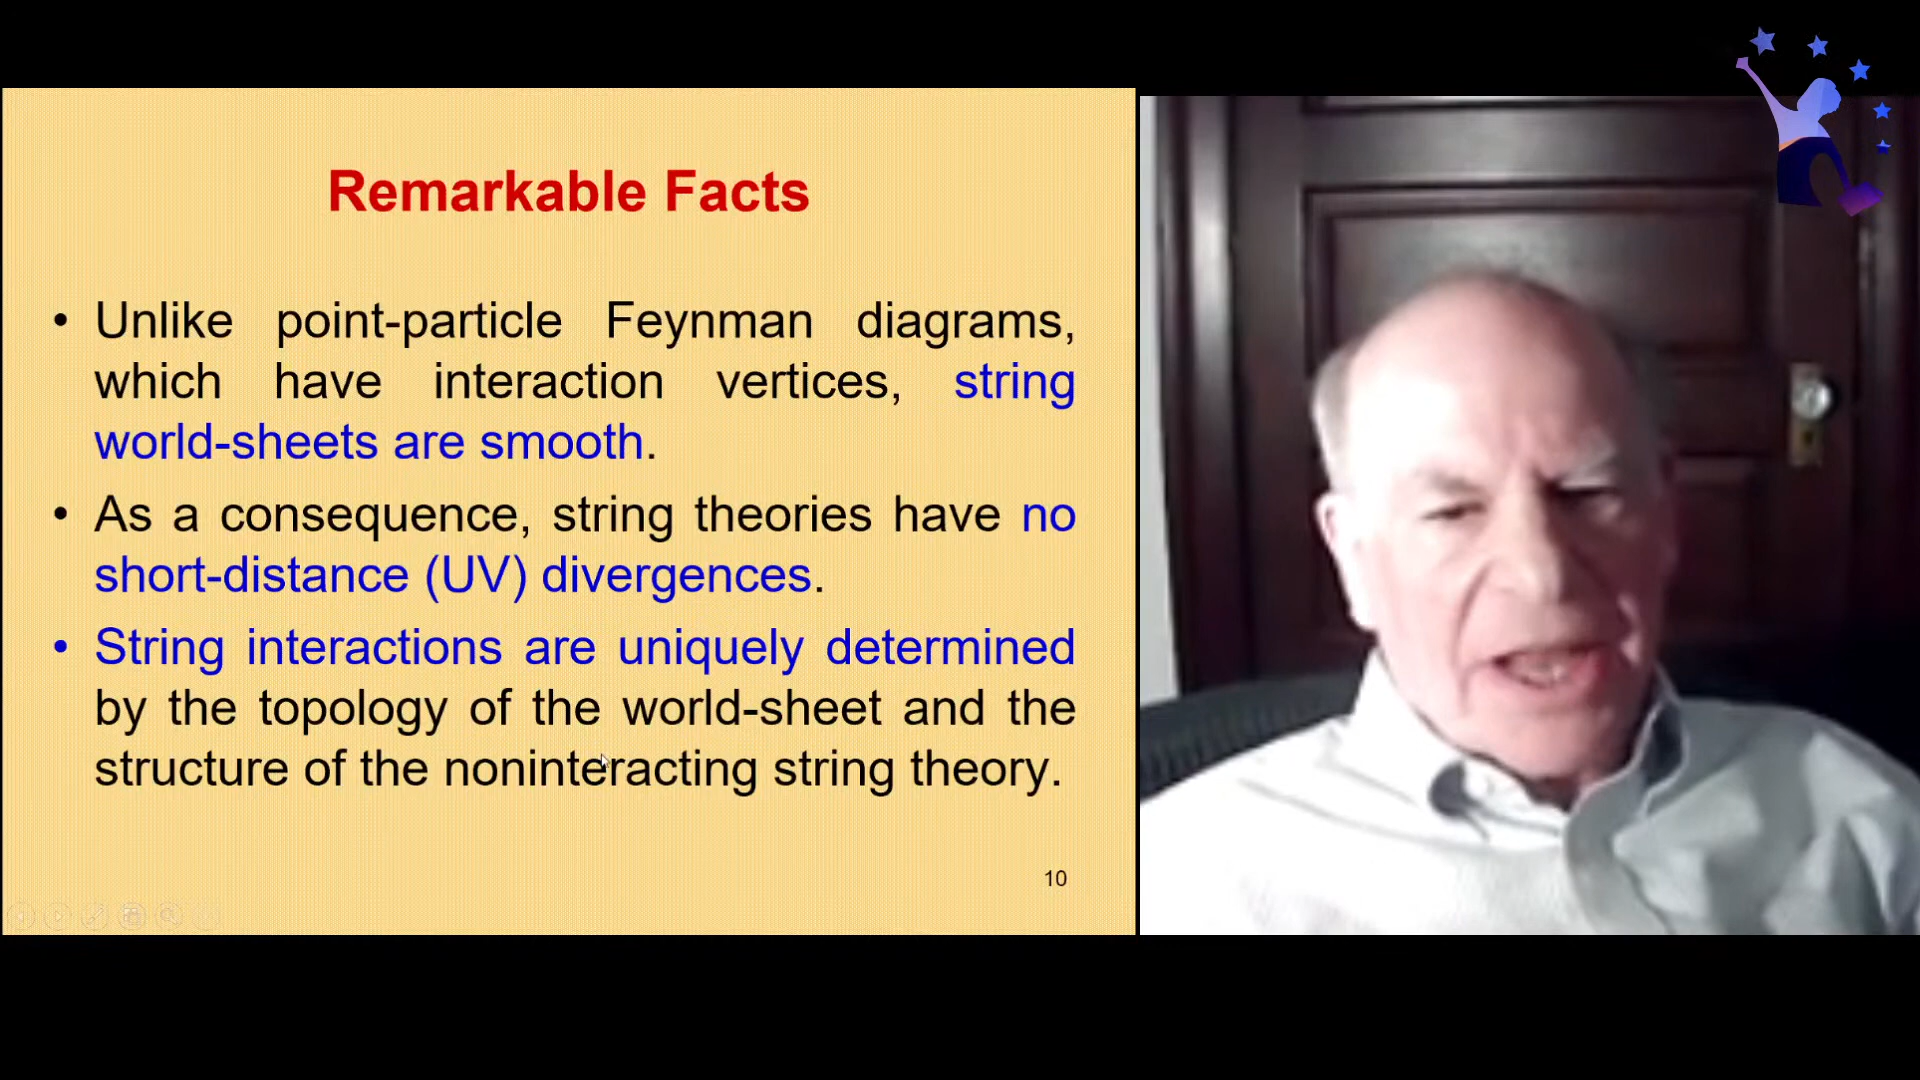 Remarkable Facts
• Unlike point-particle Feynman diagrams,
which have interaction vertices, string
world-sheets are smooth.
• As a consequence, string theories have no
short-distance (UV) divergences.
• String interactions are uniquely determined
by the topology of the world-sheet and the
structure of the noninteracting string theory.
10